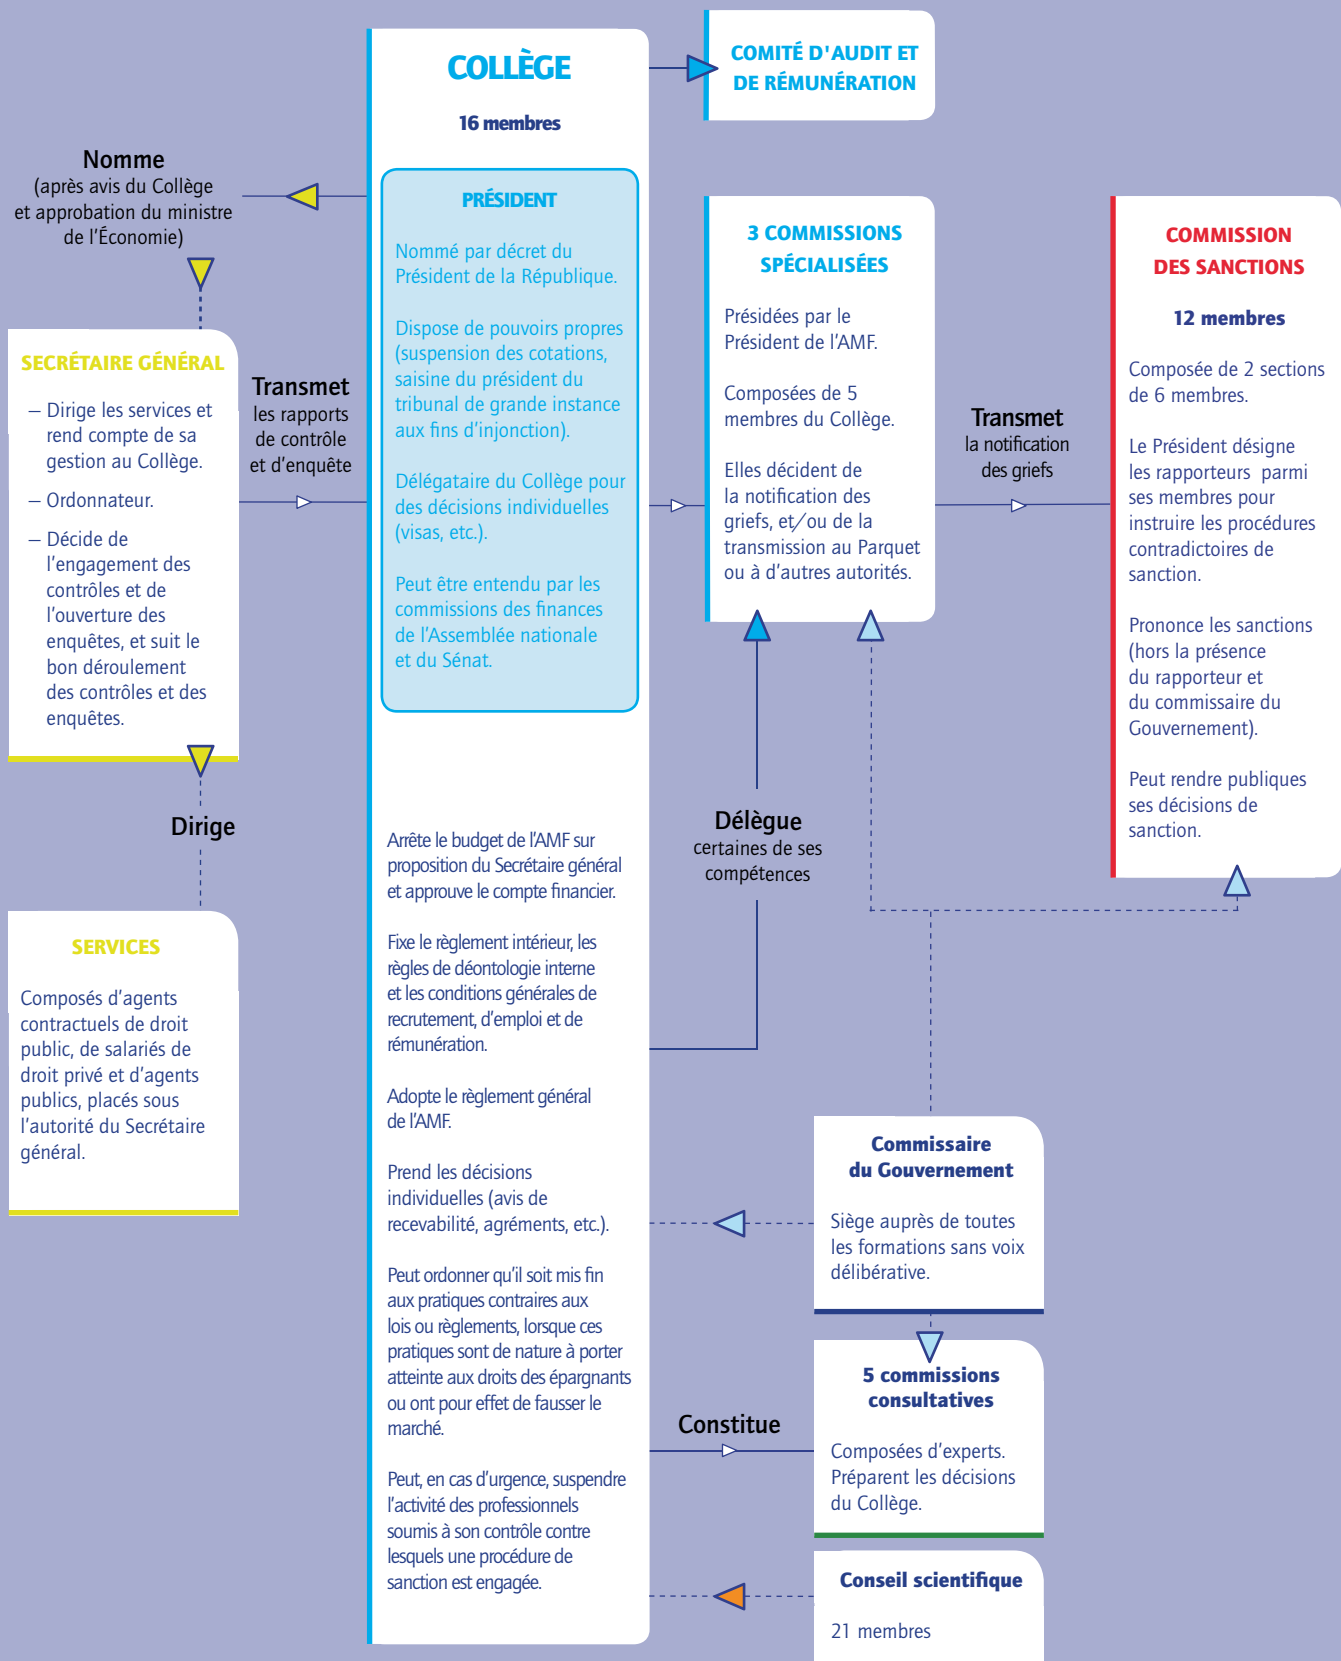 COLLÈGE
16 membres
PRÉSIDENT
Nommé par décret du
Président de la République.
Dispose de pouvoirs propres
(suspension des cotations,
saisine du président du
tribunal de grande instance
aux fins d'injonction).
Délégataire du Collège pour
des décisions individuelles
(visas, etc.).
Peut être entendu par les
commissions des finances
de l'Assemblée nationale
et du Sénat.
Arrête le budget de l'AMF sur
proposition du Secrétaire général
et approuve le compte financier.
Fixe le règlement intérieur, les
règles de déontologie interne
et les conditions générales de
recrutement, d'emploi et de
rémunération.
Adopte le règlement général
de l'AMF.
Prend les décisions
individuelles (avis de
recevabilité, agréments, etc.).
Peut ordonner qu'il soit mis fin
aux pratiques contraires aux
lois ou règlements, lorsque ces
pratiques sont de nature à porter
atteinte aux droits des épargnants
ou ont pour effet de fausser le
marché.
Peut, en cas d'urgence, suspendre
l'activité des professionnels
soumis à son contrôle contre
lesquels une procédure de
sanction est engagée.
COMITÉ D'AUDIT ET
DE RÉMUNÉRATION
Nomme
(après avis du Collège
et approbation du ministre
de l'Économie)
SECRÉTAIRE GÉNÉRAL
– Dirige les services et
rend compte de sa
gestion au Collège.
– Ordonnateur.
– Décide de
l'engagement des
contrôles et de
l'ouverture des
enquêtes, et suit le
bon déroulement
des contrôles et des
enquêtes.
Transmet
les rapports
de contrôle
et d'enquête
Dirige
SERVICES
Composés d'agents
contractuels de droit
public, de salariés de
droit privé et d'agents
publics, placés sous
l'autorité du Secrétaire
général.
3 COMMISSIONS
SPÉCIALISÉES
Présidées par le
Président de l'AMF.
Composées de 5
membres du Collège.
Elles décident de
la notification des
griefs, et/ou de la
transmission au Parquet
ou à d'autres autorités.
Transmet
la notification
des griefs
COMMISSION
DES SANCTIONS
12 membres
Composée de 2 sections
de 6 membres.
Le Président désigne
les rapporteurs parmi
ses membres pour
instruire les procédures
contradictoires de
sanction.
Prononce les sanctions
(hors la présence
du rapporteur et
du commissaire du
Gouvernement).
Peut rendre publiques
ses décisions de
sanction.
Délègue
certaines de ses
compétences
Commissaire
du Gouvernement
Siège auprès de toutes
les formations sans voix
délibérative.
Constitue
5 commissions
consultatives
Composées d'experts.
Préparent les décisions
du Collège.
Conseil scientifique
21 membres